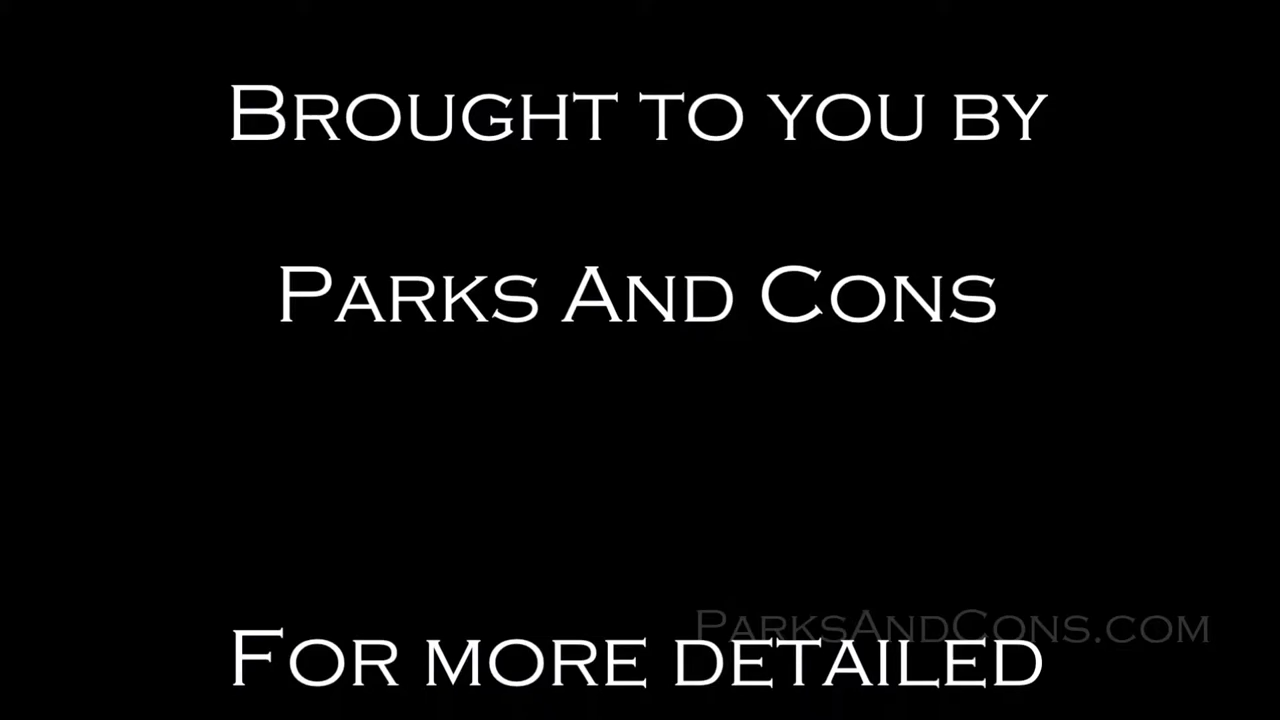 Brought to you by
Parks And Cons
ParksAndCons.com
For more detailed